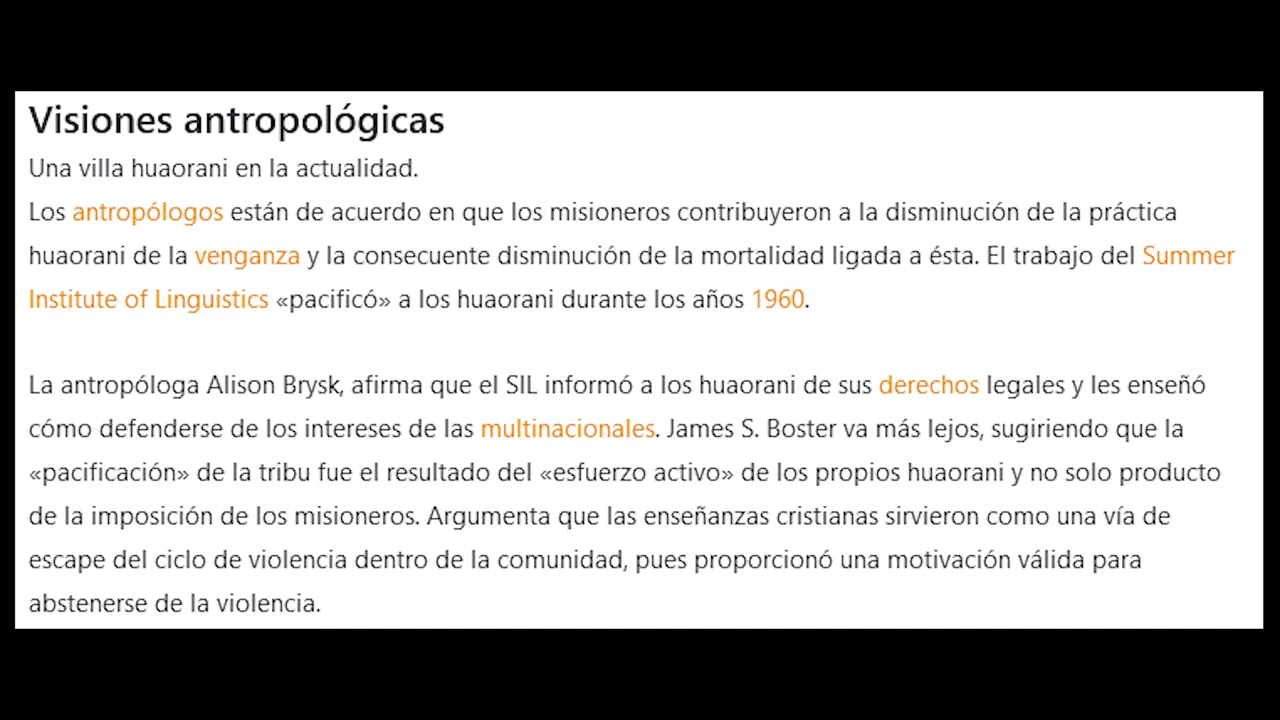 Visiones antropológicas
Una villa huaorani en la actualidad.
Los antropólogos están de acuerdo en que los misioneros contribuyeron a la disminución de la práctica
huaorani de la venganza y la consecuente disminución de la mortalidad ligada a ésta. El trabajo del Summer
Institute of Linguistics «pacificó» a los huaorani durante los años 1960.
La antropóloga Alison Brysk, afirma que el SIL informó a los huaorani de sus derechos legales y les enseñó
cómo defenderse de los intereses de las multinacionales. James S. Boster va más lejos, sugiriendo que la
«pacificación» de la tribu fue el resultado del «esfuerzo activo» de los propios huaorani y no solo producto
de la imposición de los misioneros. Argumenta que las enseñanzas cristianas sirvieron como una vía de
escape del ciclo de violencia dentro de la comunidad, pues proporcionó una motivación válida para
abstenerse de la violencia.